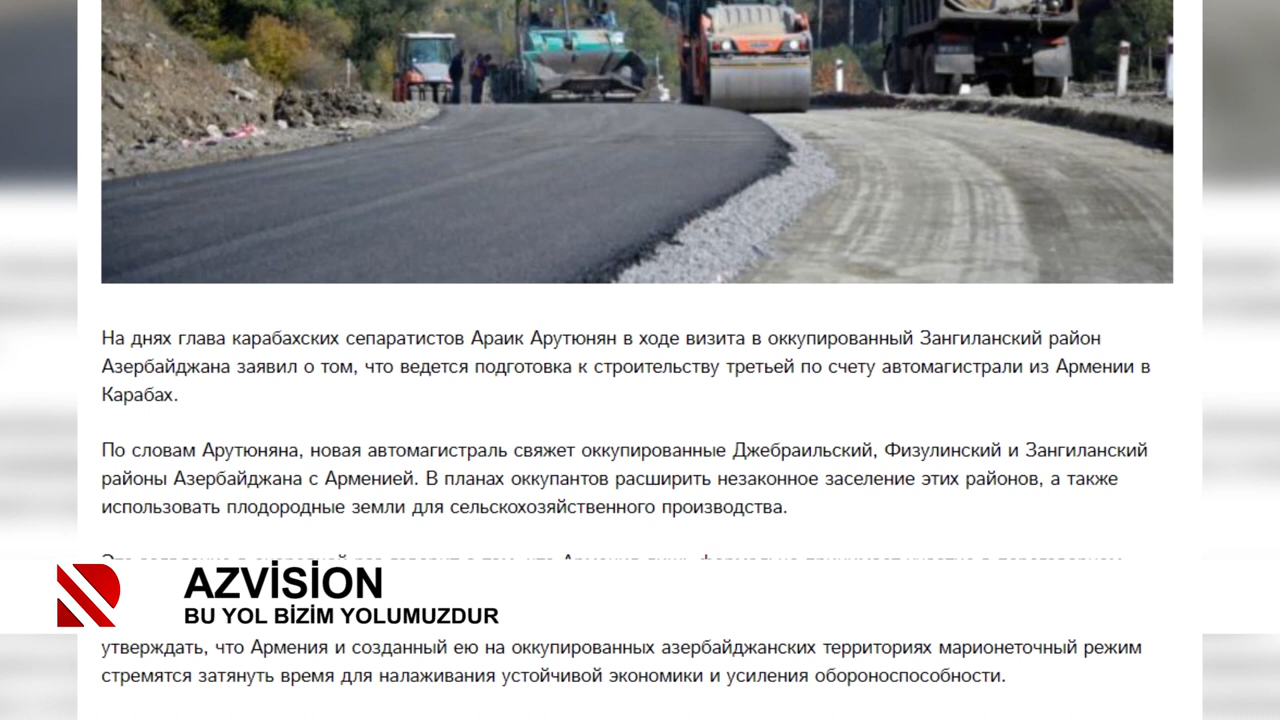 На днях глава карабахских сепаратистов Араик Арутюнян в ходе визита в оккупированный Зангиланский район
Азербайджана заявил о том, что ведется подготовка к строительству третьей по счету автомагистрали из Армении в
Карабах.
По словам Арутюняна, новая автомагистраль свяжет оккупированные Джебраильский, Физулинский и Зангиланский
районы Азербайджана с Арменией. В планах оккупантов расширить незаконное заселение этих районов, а также
использовать плодородные земли для сельскохозяйственного производства.
AZVİSİON
BU YOL BİZİM YOLUMUZDUR
утверждать, что Армения и созданный ею на оккупированных азербайджанских территориях марионеточный режим
стремятся затянуть время для налаживания устойчивой экономики и усиления обороноспособности.